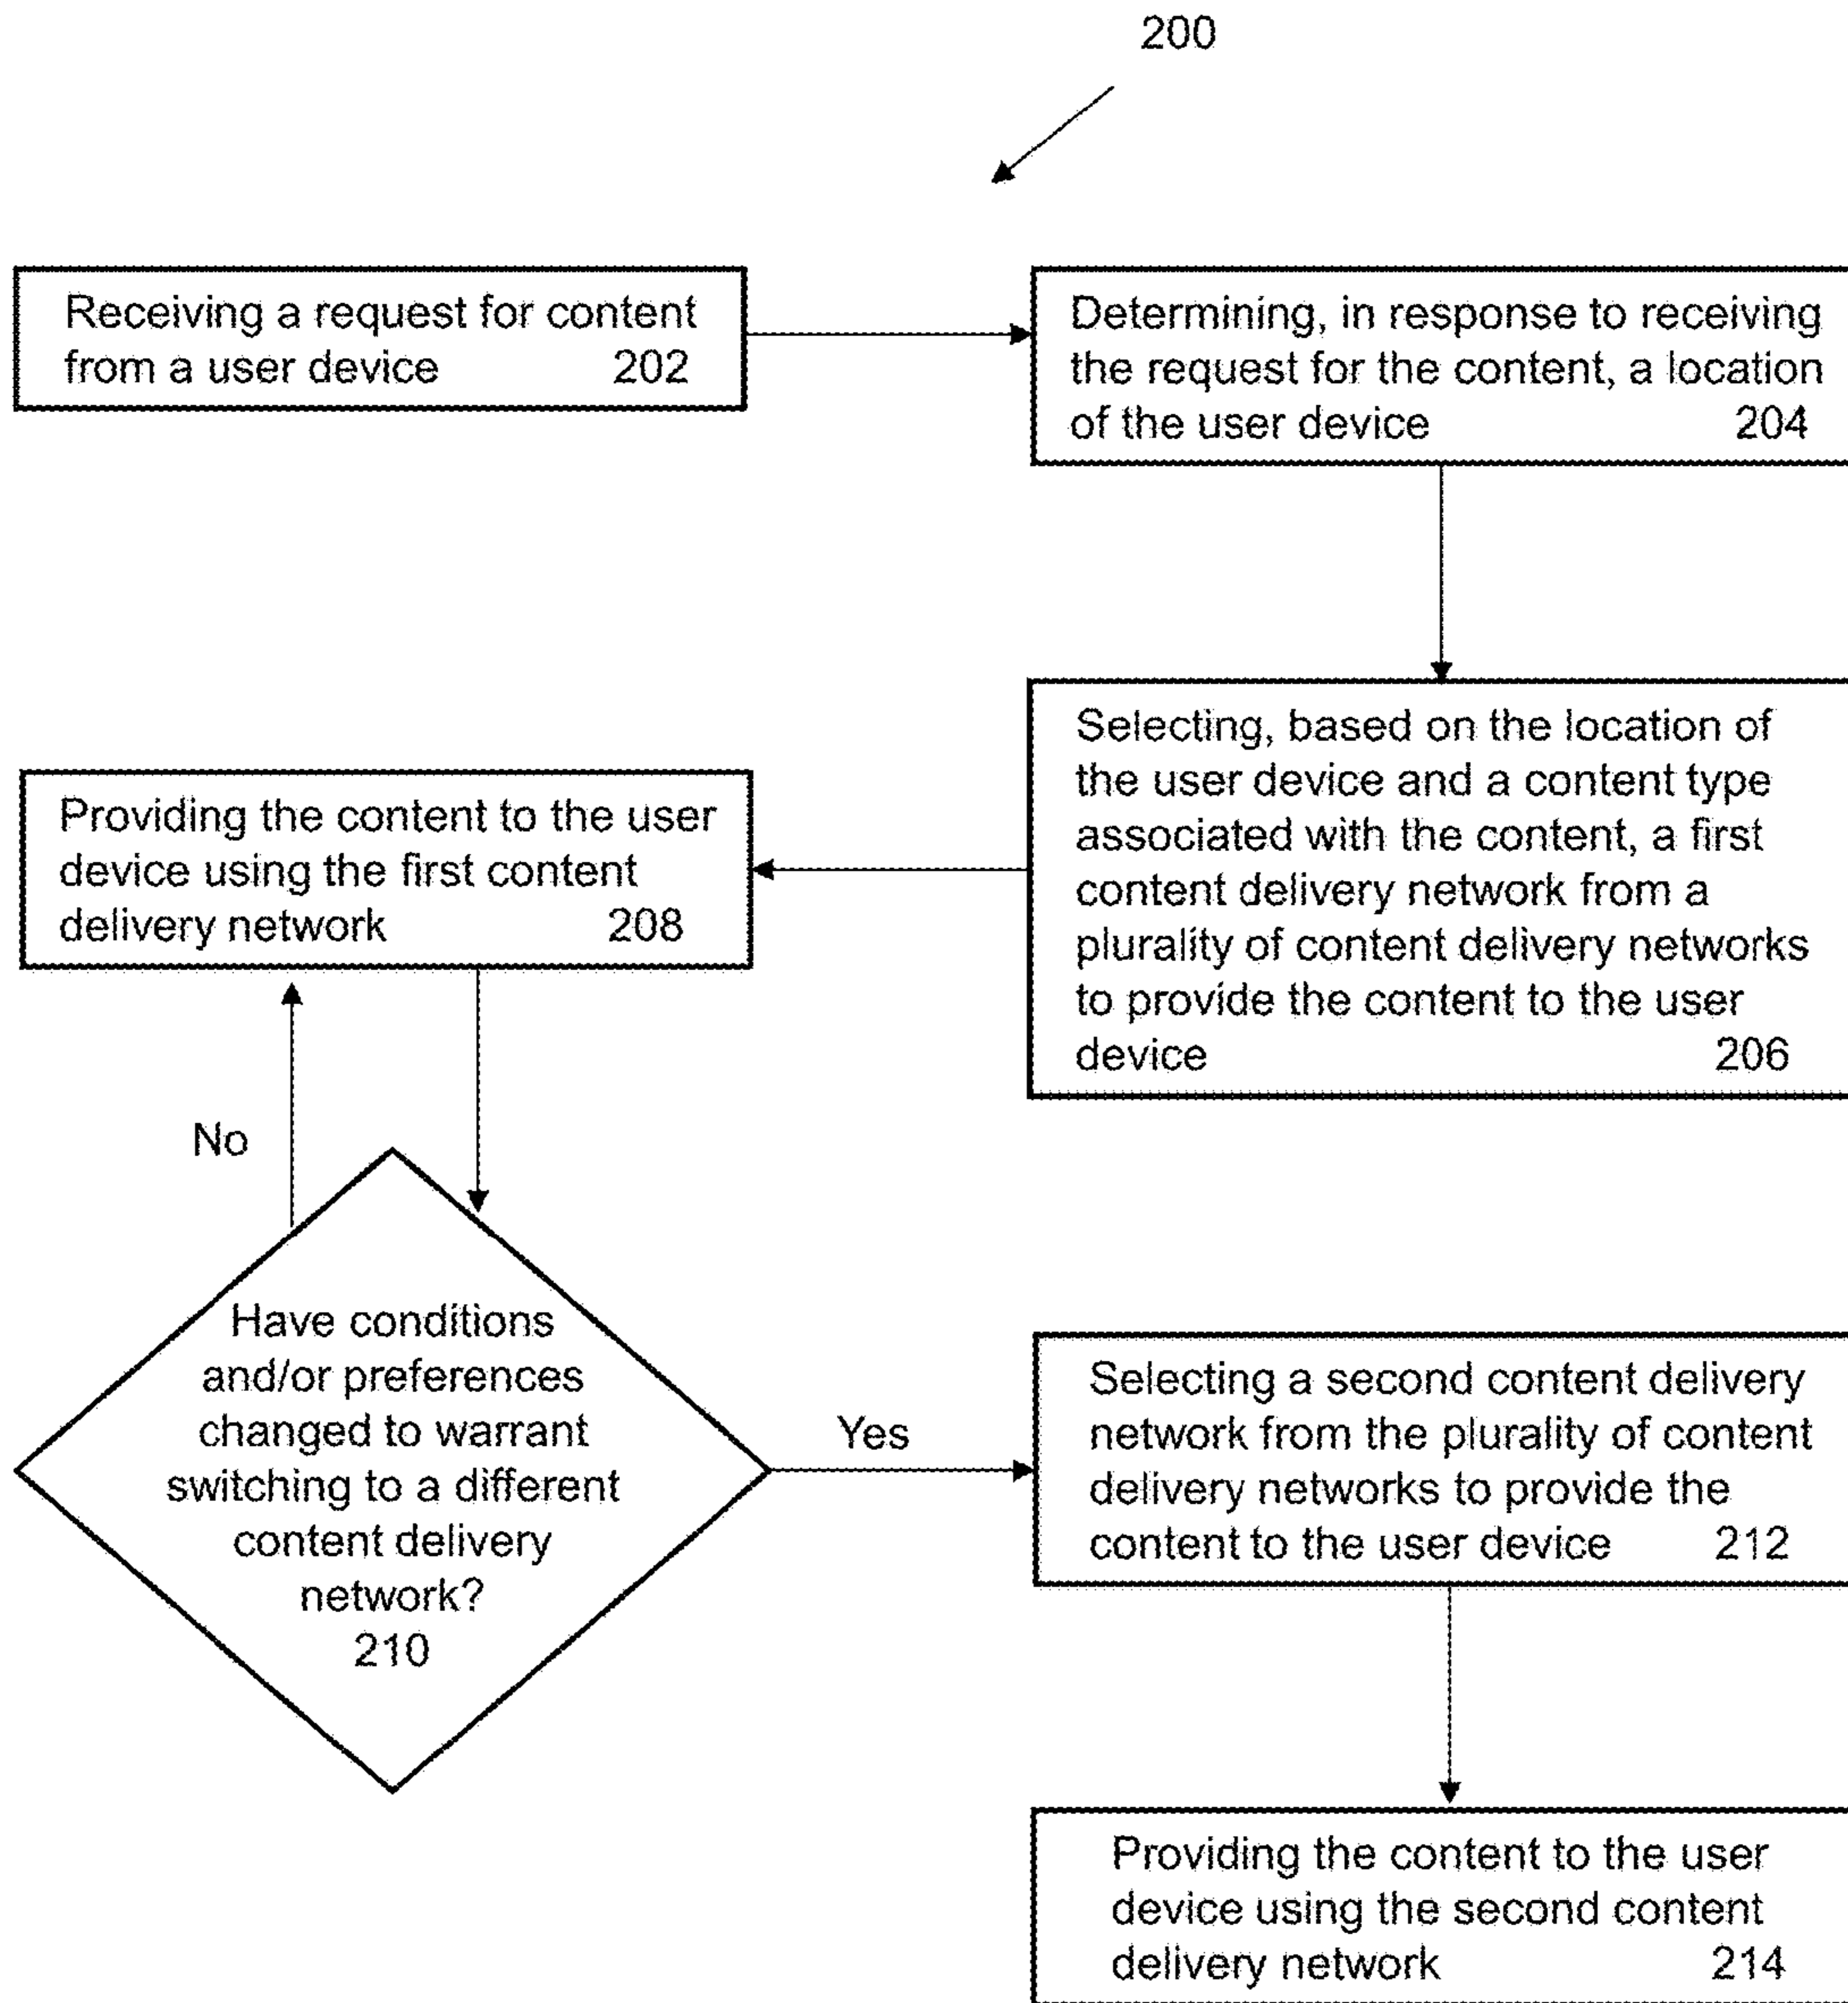 200
Receiving a request for content
from a user device 202
Determining, in response to receiving
the request for the content, a location
of the user device 204
Selecting, based on the location of
the user device and a content type
associated with the content, a first
content delivery network from a
plurality of content delivery networks
to provide the content to the user
device 206
Providing the content to the user
device using the first content
delivery network 208
No
Have conditions
and/or preferences
changed to warrant
switching to a different
content delivery
network?
210
Yes
Selecting a second content delivery
network from the plurality of content
delivery networks to provide the
content to the user device 212
Providing the content to the user
device using the second content
delivery network 214